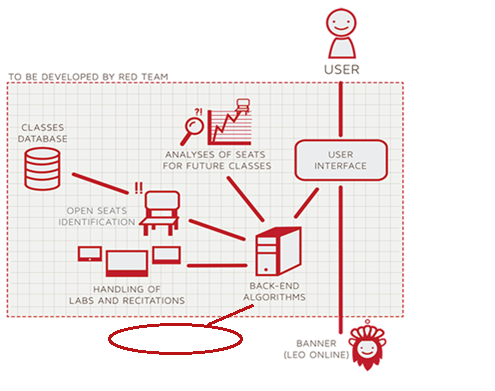 USER
TO BE DEVELOPED BY RED TEAM
CLASSES
DATABASE
?!
ANALYSES OF SEATS
FOR FUTURE CLASSES
USER
INTERFACE
!!
OPEN SEATS
IDENTIFICATION
HANDLING OF
LABS AND RECITATIONS
BACK-END
ALGORITHMS
BANNER
(LEO ONLINE)